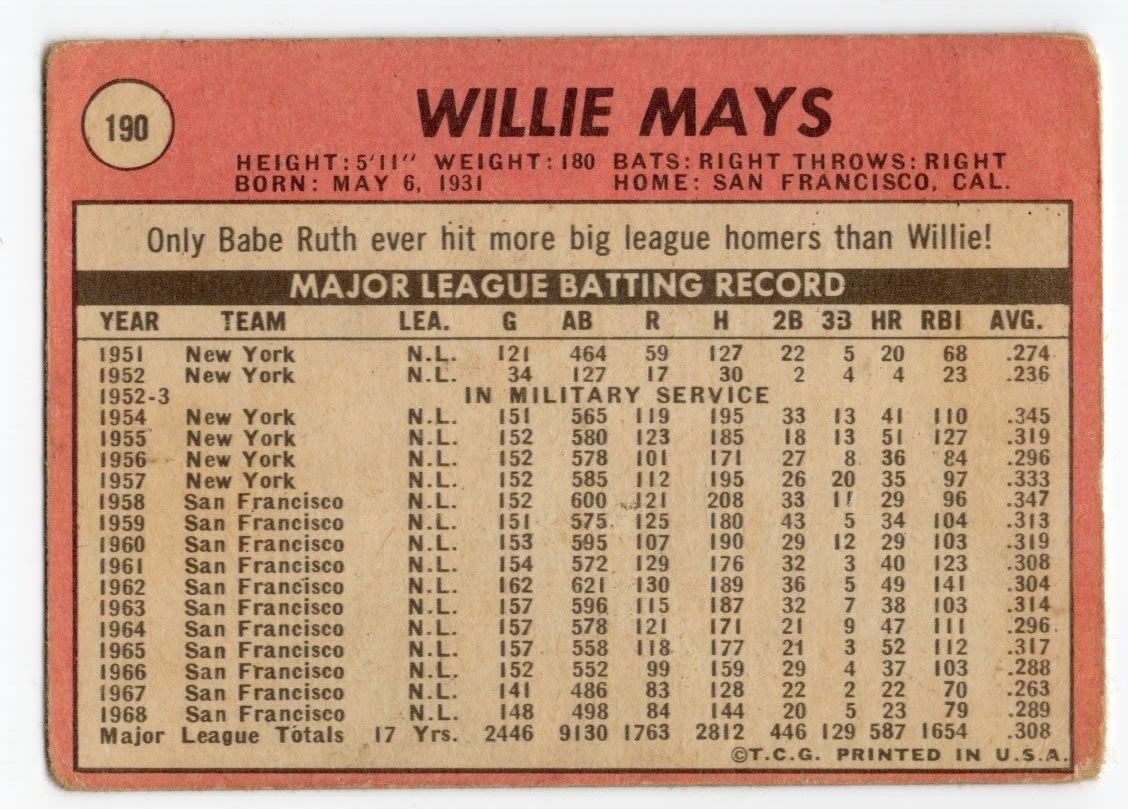 190
WILLIE MAYS
HEIGHT: 5'11" WEIGHT: 180 BATS: RIGHT THROWS: RIGHT
BORN: MAY 6, 1931 HOME: SAN FRANCISCO, CAL.
Only Babe Ruth ever hit more big league homers than Willie!
MAJOR LEAGUE BATTING RECORD
YEAR TEAM LEA. G AB R H 2B 3B HR RBI AVG.
1951 New York N.L. 121 464 59 127 22 5 20 68 .274
1952 New York N.L. 34 127 17 30 2 4 4 23 .236
1952-3 IN MILITARY SERVICE
1954 New York N.L. 151 565 119 195 33 13 41 110 .345
1955 New York N.L. 152 580 123 185 18 13 51 127 .319
1956 New York N.L. 152 578 101 171 27 8 36 84 .296
1957 New York N.L. 152 585 112 195 26 20 35 97 .333
1958 San Francisco N.L. 152 600 121 208 33 11 29 96 .347
1959 San Francisco N.L. 151 575 125 180 43 5 34 104 .313
1960 San Francisco N.L. 153 595 107 190 29 12 29 103 .319
1961 San Francisco N.L. 154 572 129 176 32 3 40 123 .308
1962 San Francisco N.L. 162 621 130 189 36 5 49 141 .304
1963 San Francisco N.L. 157 596 115 187 32 7 38 103 .314
1964 San Francisco N.L. 157 578 121 171 21 9 47 111 .296
1965 San Francisco N.L. 157 558 118 177 21 3 52 112 .317
1966 San Francisco N.L. 152 552 99 159 29 4 37 103 .288
1967 San Francisco N.L. 141 486 83 128 22 2 22 70 .263
1968 San Francisco N.L. 148 498 84 144 20 5 23 79 .289
Major League Totals 17 Yrs. 2446 9130 1763 2812 446 129 587 1654 .308
©T.C.G. PRINTED IN U.S.A.